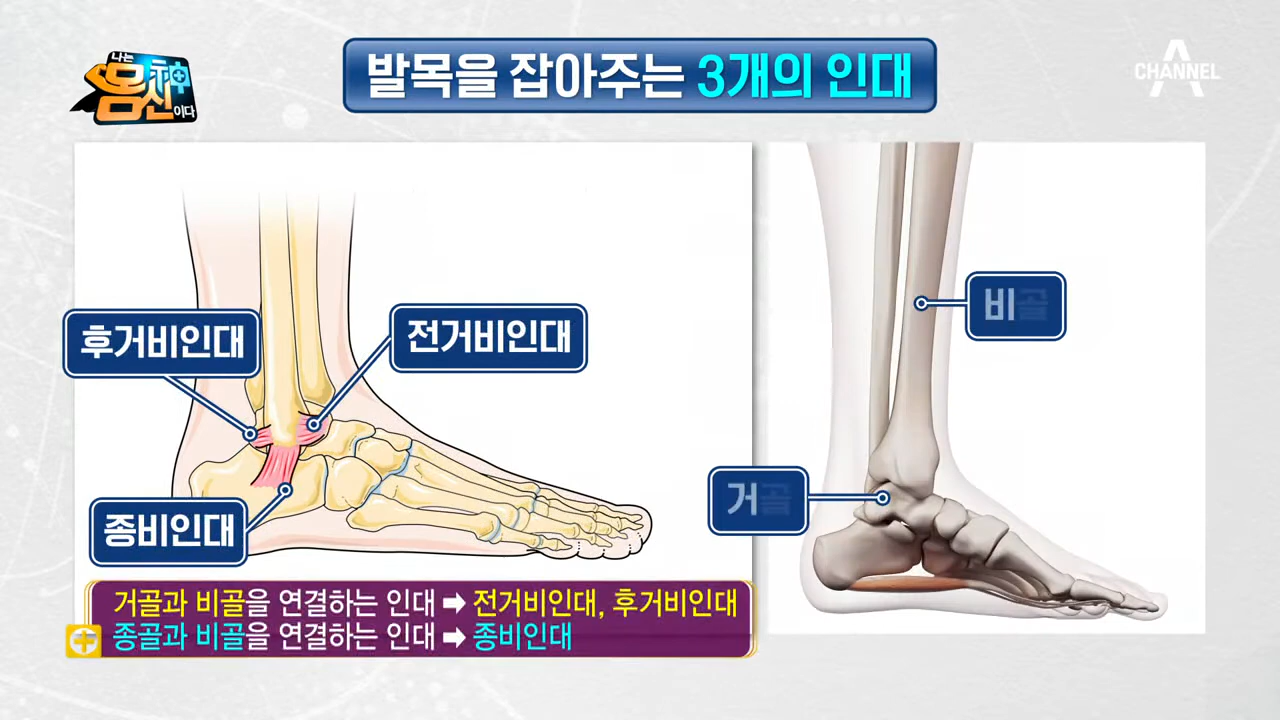 나는
몸神
신이다
발목을 잡아주는 3개의 인대
CHANNEL A
후거비인대
전거비인대
종비인대
비골
거골
거골과 비골을 연결하는 인대 ➡ 전거비인대, 후거비인대
종골과 비골을 연결하는 인대 ➡ 종비인대